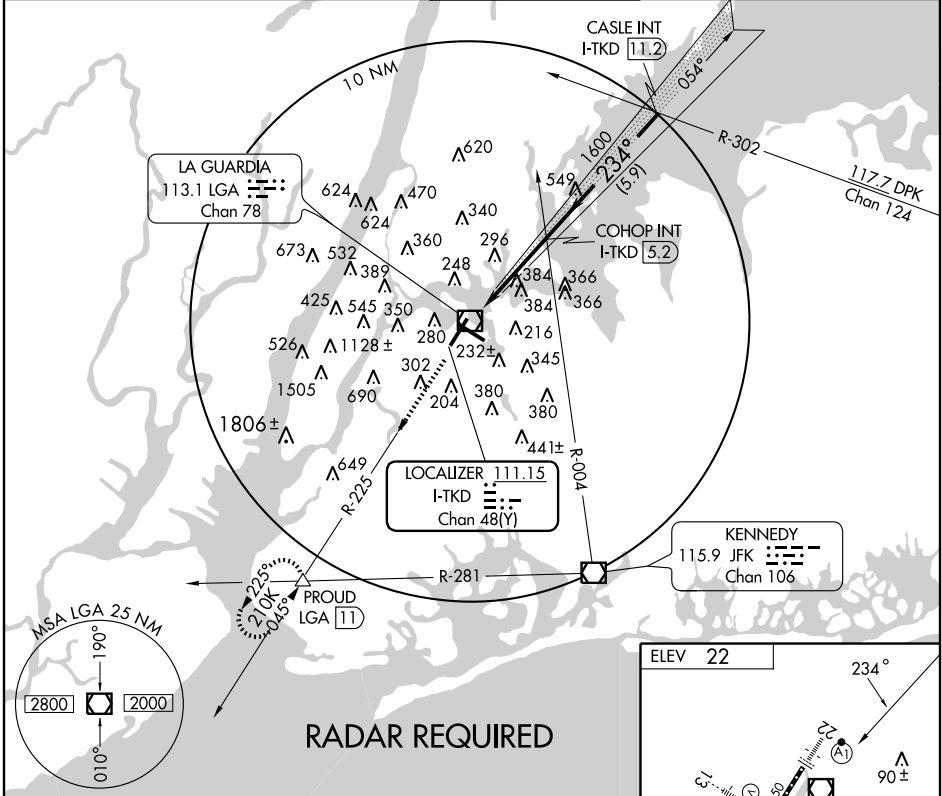 CASLE INT
I-TKD 11.2
10 NM
054°
R-302
117.7 DPK
Chan 124
1600
234°
(5.9)
LA GUARDIA
113.1 LGA
Chan 78
620
549
624
624
470
340
COHOP INT
I-TKD 5.2
673
532
360
296
389
248
384
384
366
366
425
545
350
280
216
526
1128 ±
232±
345
1505
690
302
204
380
380
1806 ±
441±
649
R-225
R-004
LOCALIZER 111.15
I-TKD
Chan 48(Y)
KENNEDY
115.9 JFK
Chan 106
R-281
225°
210K
045°
PROUD
LGA 11
MSA LGA 25 NM
190°
2800
2000
010°
RADAR REQUIRED
ELEV 22
234°
22
A1
90 ±
13
V
50